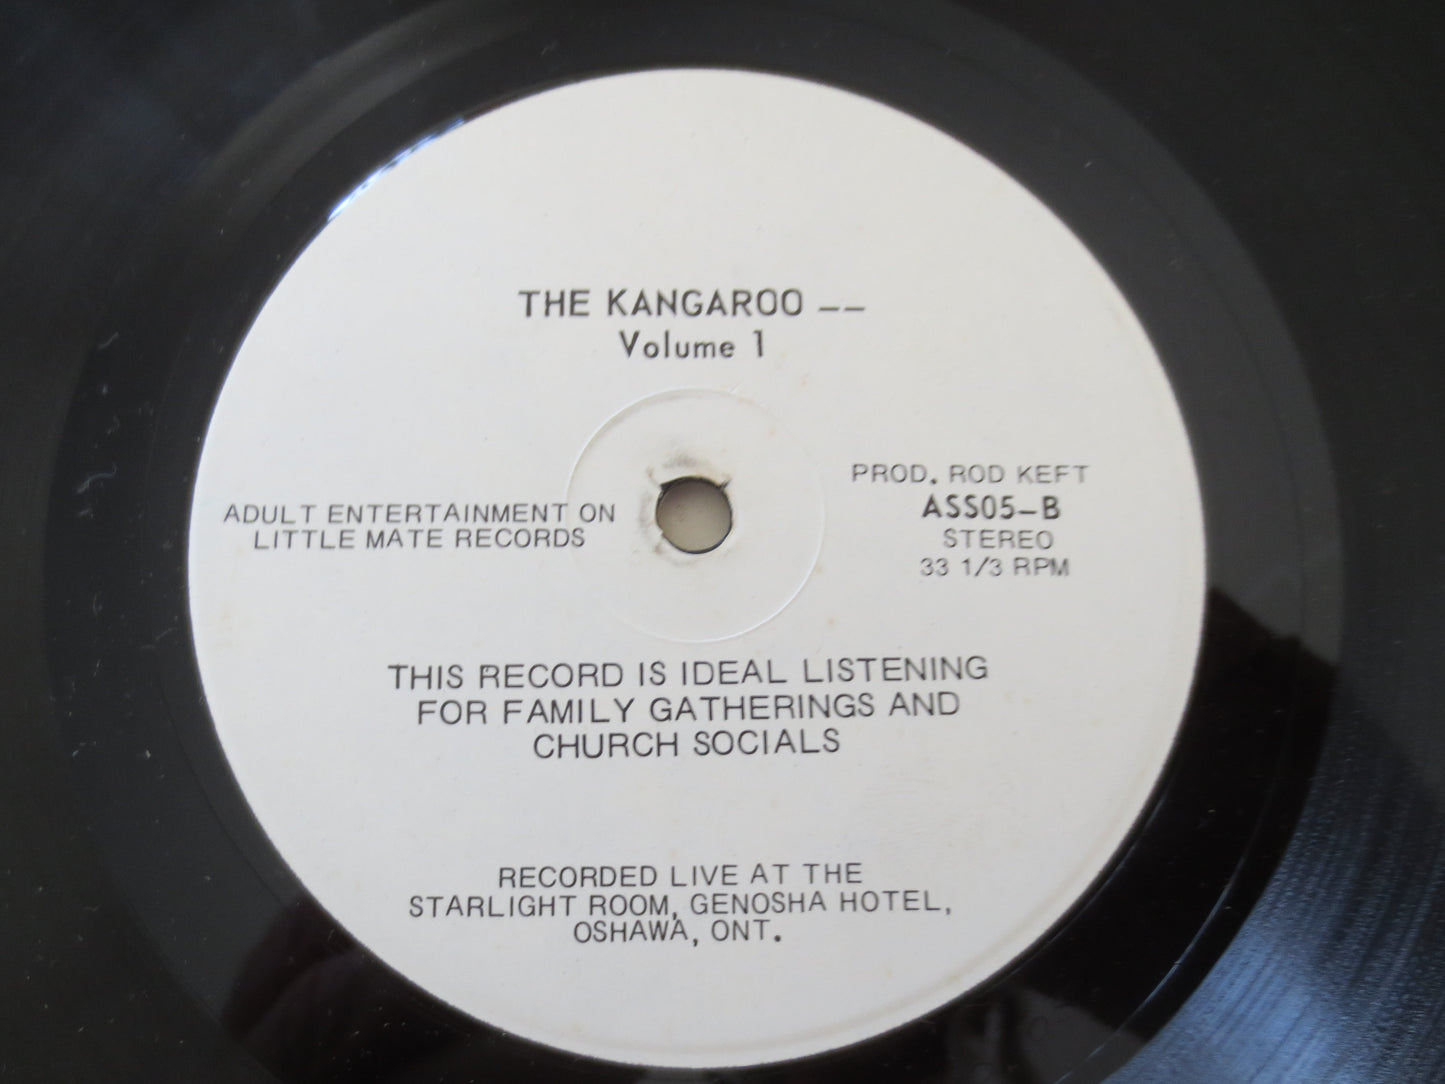 THE KANGAROO --
Volume 1
ADULT ENTERTAINMENT ON
LITTLE MATE RECORDS
PROD. ROD KEFT
ASS05-B
STEREO
33 1/3 RPM
THIS RECORD IS IDEAL LISTENING
FOR FAMILY GATHERINGS AND
CHURCH SOCIALS
RECORDED LIVE AT THE
STARLIGHT ROOM, GENOSHA HOTEL,
OSHAWA, ONT.